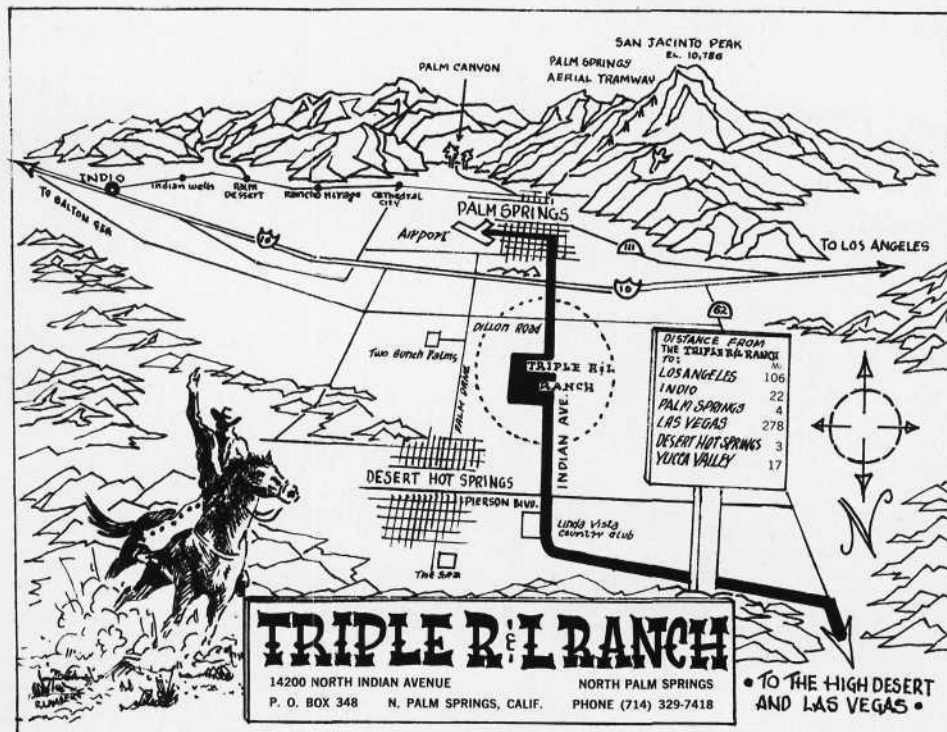 SAN JACINTO PEAK
EL. 10,786
PALM CANYON
PALM SPRINGS
AERIAL TRAMWAY
INDIO
Indian Wells
PALM
DESSERT
Rancho Mirage
Cathedral
City
TO SALTON SEA
PALM SPRINGS
Airport
111
TO LOS ANGELES
10
10
62
DILLON ROAD
Two Bunch Palms
TRIPLE R&L
RANCH
PALM DRIVE
INDIAN AVE.
DISTANCE FROM
THE TRIPLE R&L RANCH
TO: MI.
LOS ANGELES 106
INDIO 22
PALM SPRINGS 4
LAS VEGAS 278
DESERT HOT SPRINGS 3
YUCCA VALLEY 17
DESERT HOT SPRINGS
PIERSON BLVD.
Linda Vista
Country Club
The Spa
N
TRIPLE R&L RANCH
14200 NORTH INDIAN AVENUE NORTH PALM SPRINGS
P. O. BOX 348 N. PALM SPRINGS, CALIF. PHONE (714) 329-7418
• TO THE HIGH DESERT
AND LAS VEGAS •